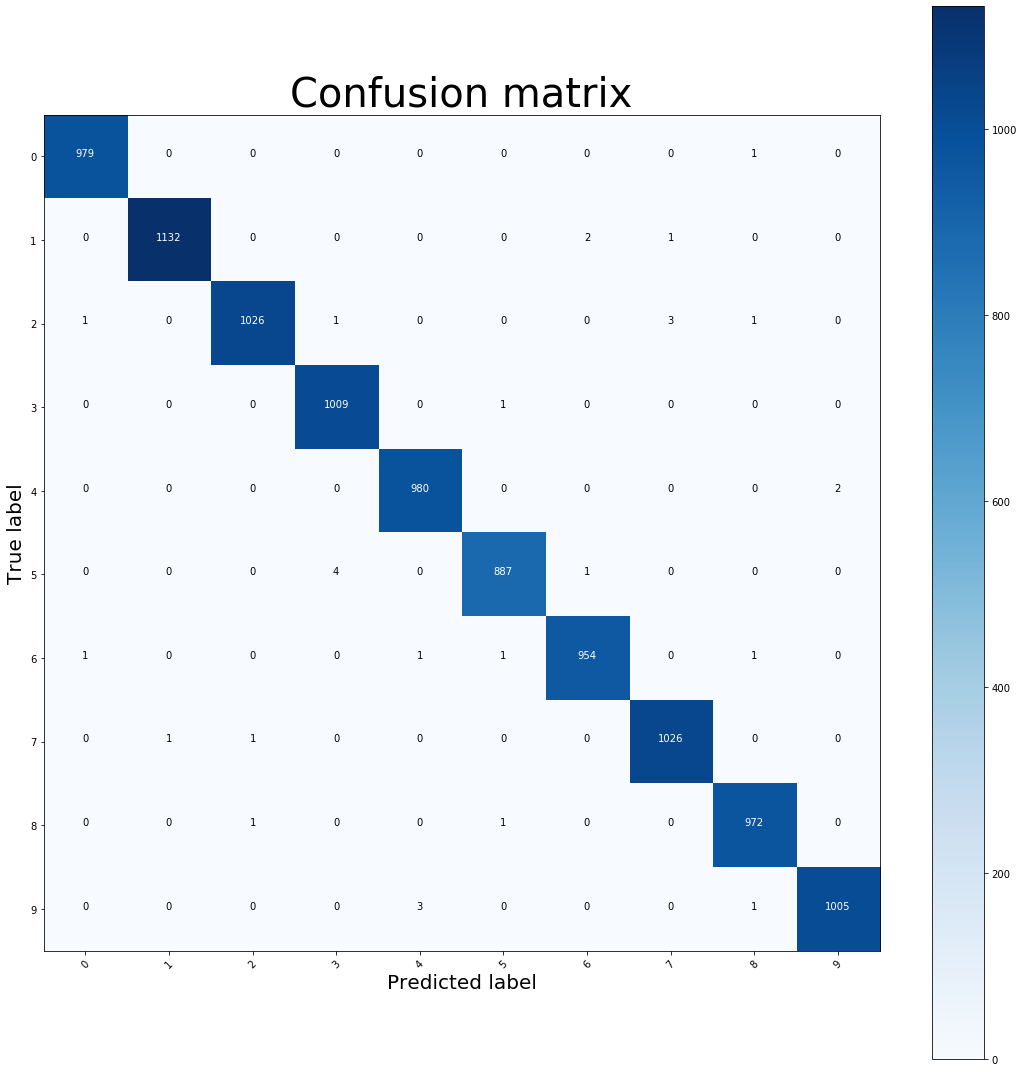 Confusion matrix
0 979 0 0 0 0 0 0 0 1 0
1 0 1132 0 0 0 0 2 1 0 0
2 1 0 1026 1 0 0 0 3 1 0
3 0 0 0 1009 0 1 0 0 0 0
4 0 0 0 0 980 0 0 0 0 2
5 0 0 0 4 0 887 1 0 0 0
6 1 0 0 0 1 1 954 0 1 0
7 0 1 1 0 0 0 0 1026 0 0
8 0 0 1 0 0 1 0 0 972 0
9 0 0 0 0 3 0 0 0 1 1005
0 1 2 3 4 5 6 7 8 9
True label
Predicted label
1000
800
600
400
200
0